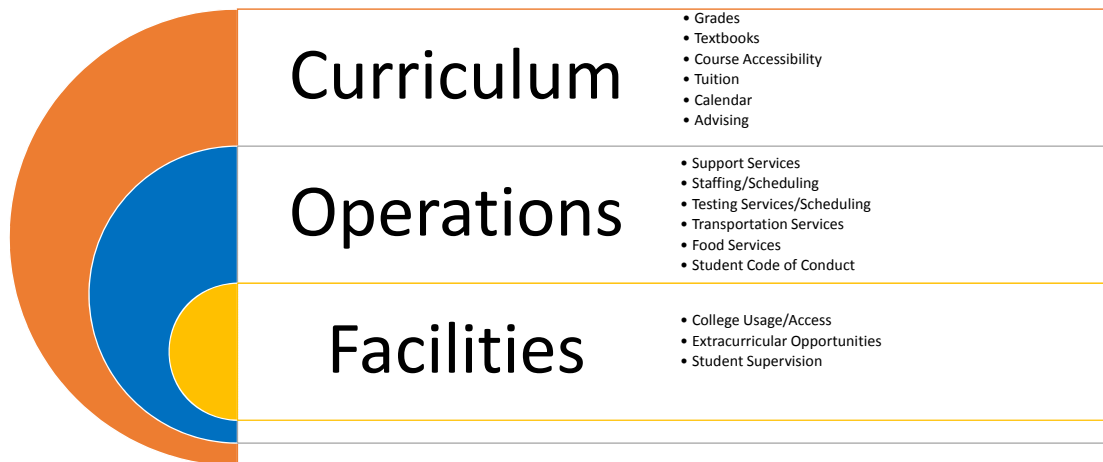 Curriculum
• Grades
• Textbooks
• Course Accessibility
• Tuition
• Calendar
• Advising
Operations
• Support Services
• Staffing/Scheduling
• Testing Services/Scheduling
• Transportation Services
• Food Services
• Student Code of Conduct
Facilities
• College Usage/Access
• Extracurricular Opportunities
• Student Supervision